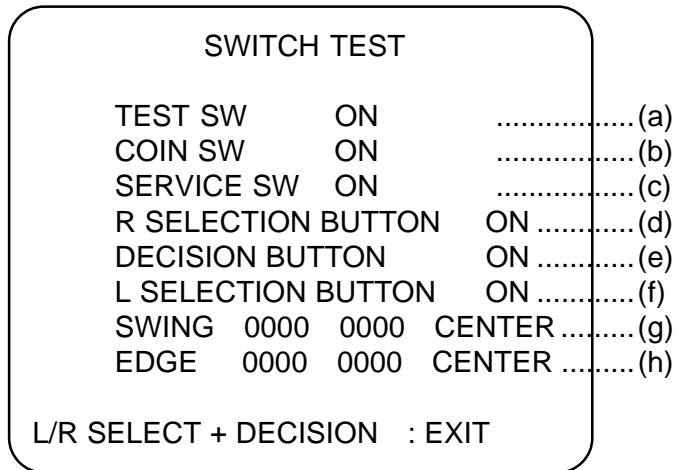 SWITCH TEST
TEST SW ON .................(a)
COIN SW ON .................(b)
SERVICE SW ON .................(c)
R SELECTION BUTTON ON ............(d)
DECISION BUTTON ON ............(e)
L SELECTION BUTTON ON ............(f)
SWING 0000 0000 CENTER .........(g)
EDGE 0000 0000 CENTER .........(h)
L/R SELECT + DECISION : EXIT